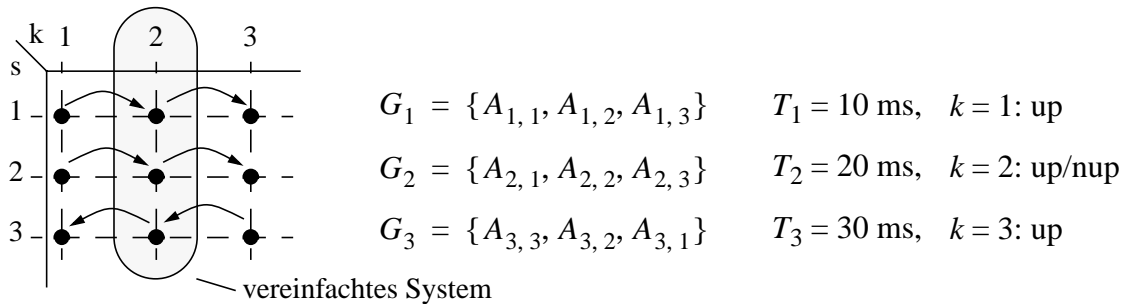 k 1 2 3
s
1 G₁ = {A₁, ₁, A₁, ₂, A₁, ₃} T₁ = 10 ms, k = 1: up
2 G₂ = {A₂, ₁, A₂, ₂, A₂, ₃} T₂ = 20 ms, k = 2: up/nup
3 G₃ = {A₃, ₃, A₃, ₂, A₃, ₁} T₃ = 30 ms, k = 3: up
vereinfachtes System